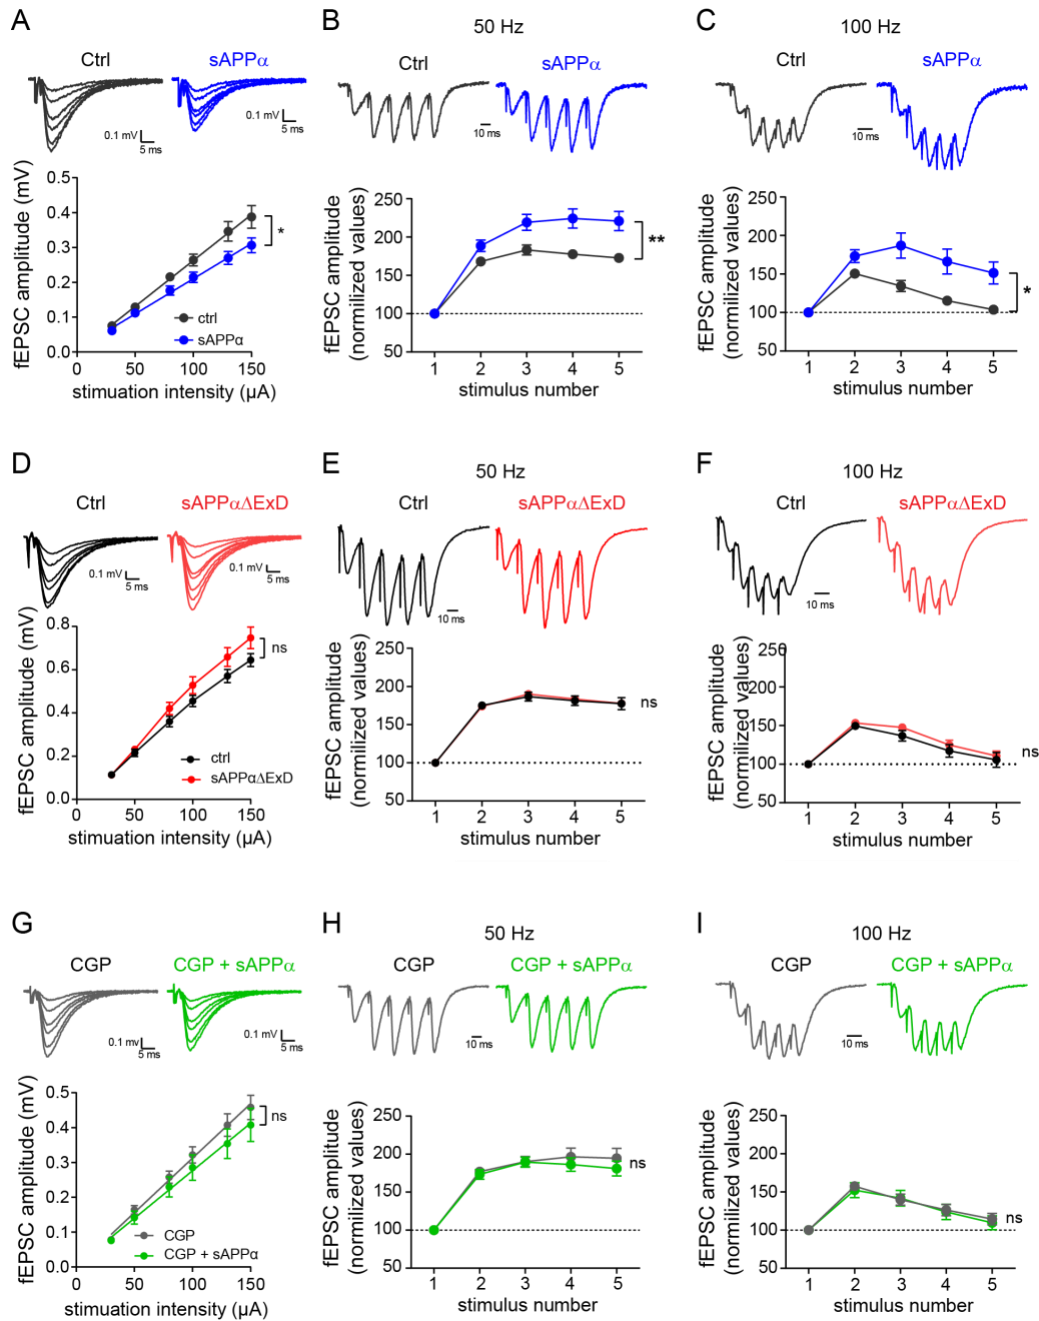 A
Ctrl
sAPPα
0.1 mV
5 ms
0.1 mV
5 ms
fEPSC amplitude (mV)
0.5
0.4
0.3
0.2
0.1
0.0
*
ctrl
sAPPα
0
50
100
150
stimuation intensity (µA)
B
50 Hz
Ctrl
sAPPα
10 ms
fEPSC amplitude
(normilized values)
250
200
150
100
50
**
1
2
3
4
5
stimulus number
C
100 Hz
Ctrl
sAPPα
10 ms
fEPSC amplitude
(normilized values)
250
200
150
100
50
*
1
2
3
4
5
stimulus number
D
Ctrl
sAPPαΔExD
0.1 mV
5 ms
0.1 mV
5 ms
fEPSC amplitude (mV)
0.8
0.6
0.4
0.2
0.0
ns
ctrl
sAPPαΔExD
0
50
100
150
stimuation intensity (µA)
E
50 Hz
Ctrl
sAPPαΔExD
10 ms
fEPSC amplitude
(normilized values)
250
200
150
100
50
ns
1
2
3
4
5
stimulus number
F
100 Hz
Ctrl
sAPPαΔExD
10 ms
fEPSC amplitude
(normilized values)
250
200
150
100
50
ns
1
2
3
4
5
stimulus number
G
CGP
CGP + sAPPα
0.1 mv
5 ms
0.1 mV
5 ms
fEPSC amplitude (mV)
0.5
0.4
0.3
0.2
0.1
0.0
ns
CGP
CGP + sAPPα
0
50
100
150
stimuation intensity (µA)
H
50 Hz
CGP
CGP + sAPPα
10 ms
fEPSC amplitude
(normilized values)
250
200
150
100
50
ns
1
2
3
4
5
stimulus number
I
100 Hz
CGP
CGP + sAPPα
10 ms
fEPSC amplitude
(normilized values)
250
200
150
100
50
ns
1
2
3
4
5
stimulus number